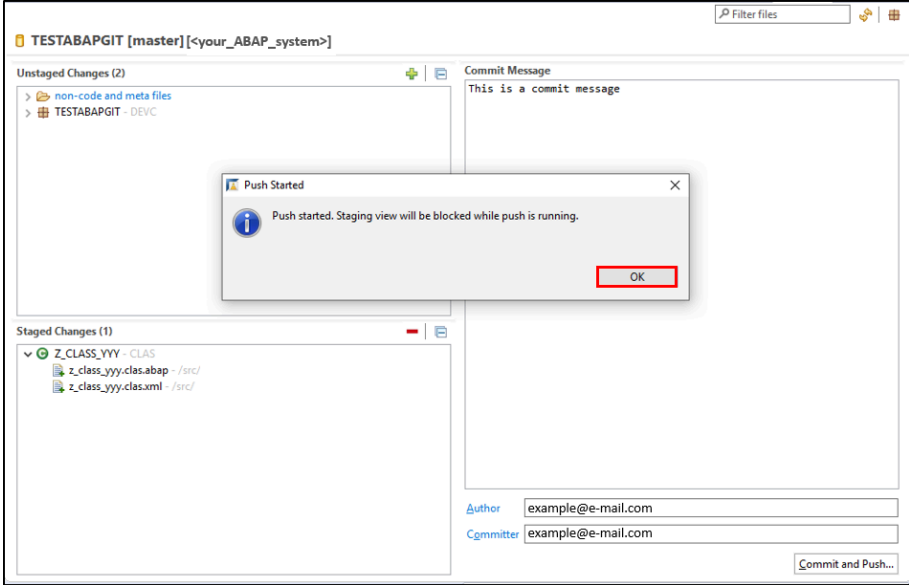 Filter files
TESTABAPGIT [master][<your_ABAP_system>]
Unstaged Changes (2)
non-code and meta files
TESTABAPGIT - DEVC
Commit Message
This is a commit message
Push Started
Push started. Staging view will be blocked while push is running.
OK
Staged Changes (1)
Z_CLASS_YYY - CLAS
z_class_yyy.clas.abap - /src/
z_class_yyy.clas.xml - /src/
Author example@e-mail.com
Committer example@e-mail.com
Commit and Push...